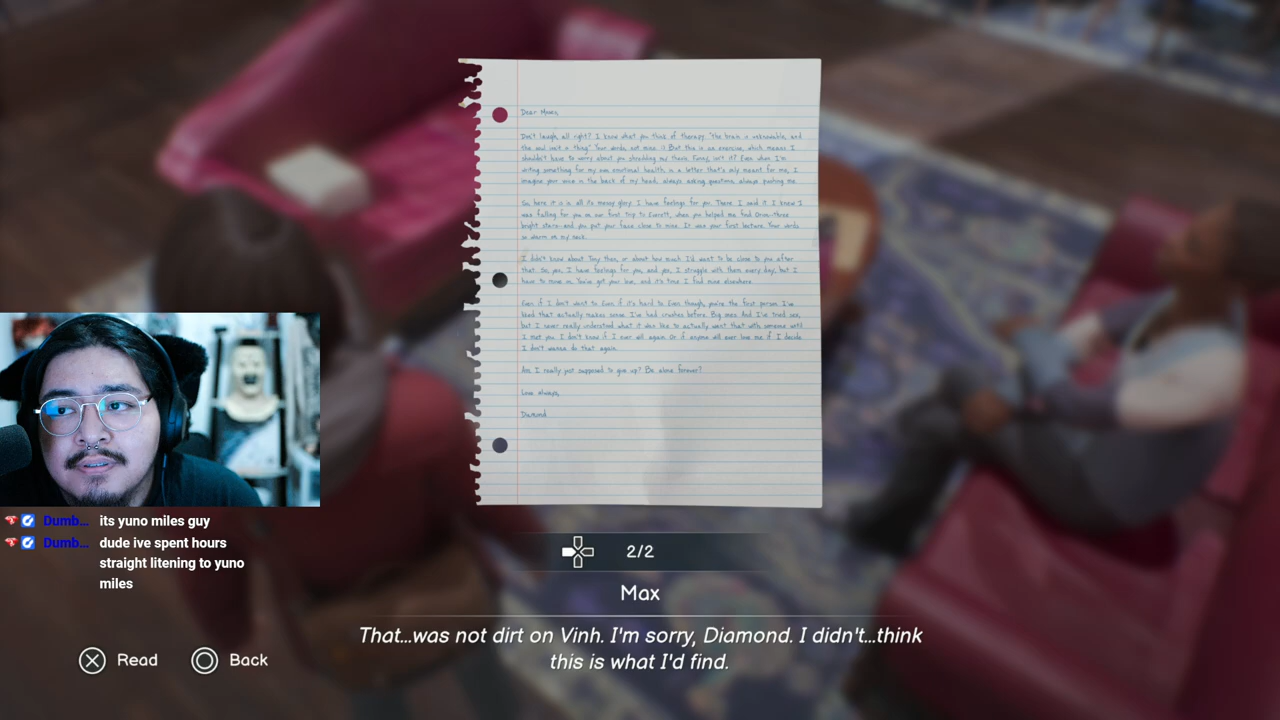 Dear Moses,
Don't laugh, all right? I know what you think of therapy. "the brain is unknowable, and
the soul isn't a thing." Your words, not mine. :) But this is an exercise, which means I
shouldn't have to worry about you shredding my thesis. Funny, isn't it? Even when I'm
writing something for my own emotional health, in a letter that's only meant for me, I
imagine your voice in the back of my head, always asking questions, always pushing me.
So, here it is in all its messy glory. I have feelings for you. There. I said it. I knew I
was falling for you on our first trip to Everett, when you helped me find Orion-three
bright stars-and you put your face close to mine. It was your first lecture. Your words
so warm on my neck.
I didn't know about Tony then, or about how much I'd want to be close to you after
that. So, yes, I have feelings for you, and yes, I struggle with them every day, but I
have to move on. You've got your love, and it's time I find mine elsewhere.
Even if I don't want to. Even if it's hard to. Even though, you're the first person I've
liked that actually makes sense. I've had crushes before. Big ones. And I've tried sex,
but I never really understood what it was like to actually want that with someone until
I met you. I don't know if I ever will again. Or if anyone will ever love me if I decide
I don't wanna do that again.
Am I really just supposed to give up? Be alone forever?
Love always,
Diamond
Dumb... its yuno miles guy
Dumb... dude ive spent hours
straight litening to yuno
miles
2/2
Max
That...was not dirt on Vinh. I'm sorry, Diamond. I didn't...think
this is what I'd find.
Read
Back